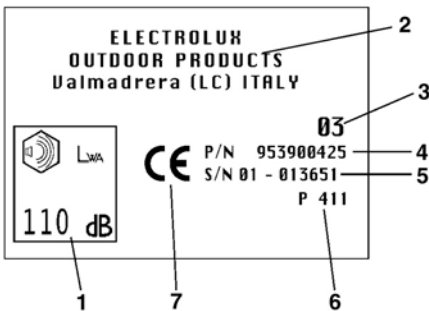 ELECTROLUX
OUTDOOR PRODUCTS
Valmadrera (LC) ITALY
2
3
03
LWA
CE
P/N 953900425
4
S/N 01 - 013651
5
P 411
110 dB
1
7
6